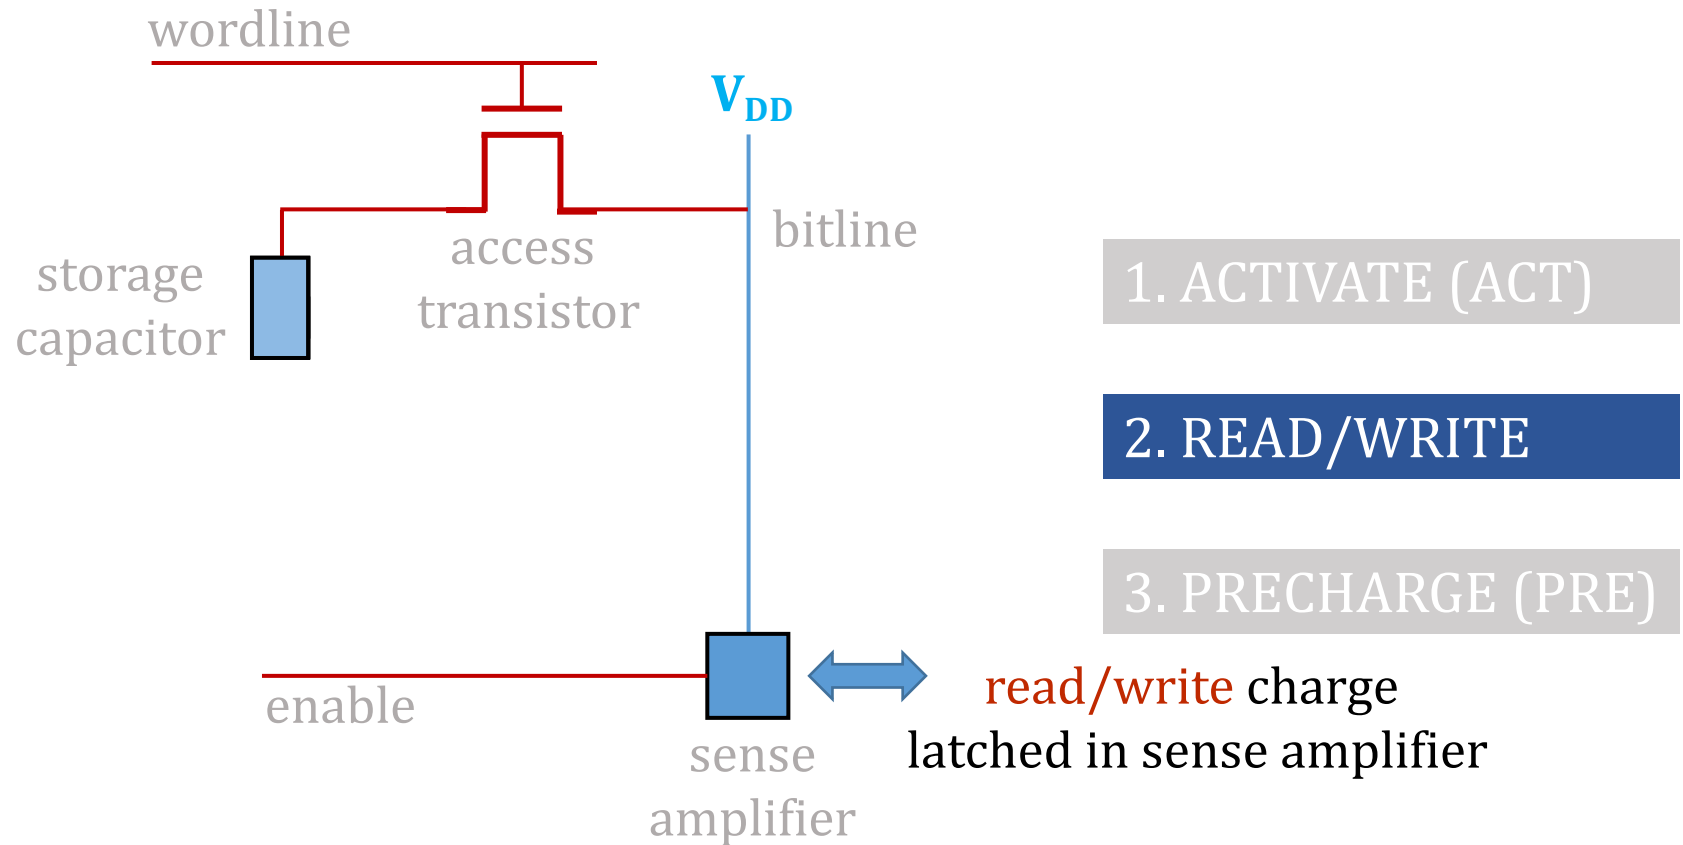 wordline
V_DD
bitline
access
transistor
storage
capacitor
1. ACTIVATE (ACT)
2. READ/WRITE
3. PRECHARGE (PRE)
enable
sense
amplifier
read/write charge
latched in sense amplifier